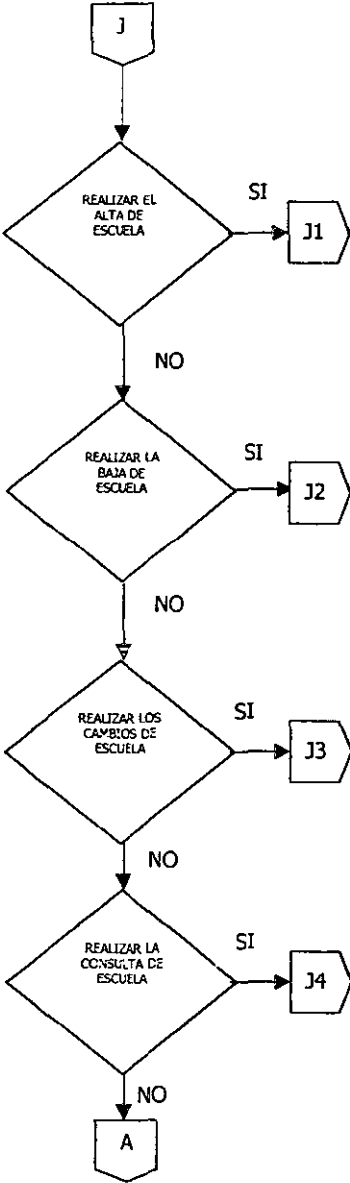 J
REALIZAR EL
ALTA DE
ESCUELA
SI
J1
NO
REALIZAR LA
BAJA DE
ESCUELA
SI
J2
NO
REALIZAR LOS
CAMBIOS DE
ESCUELA
SI
J3
NO
REALIZAR LA
CONSULTA DE
ESCUELA
SI
J4
NO
A